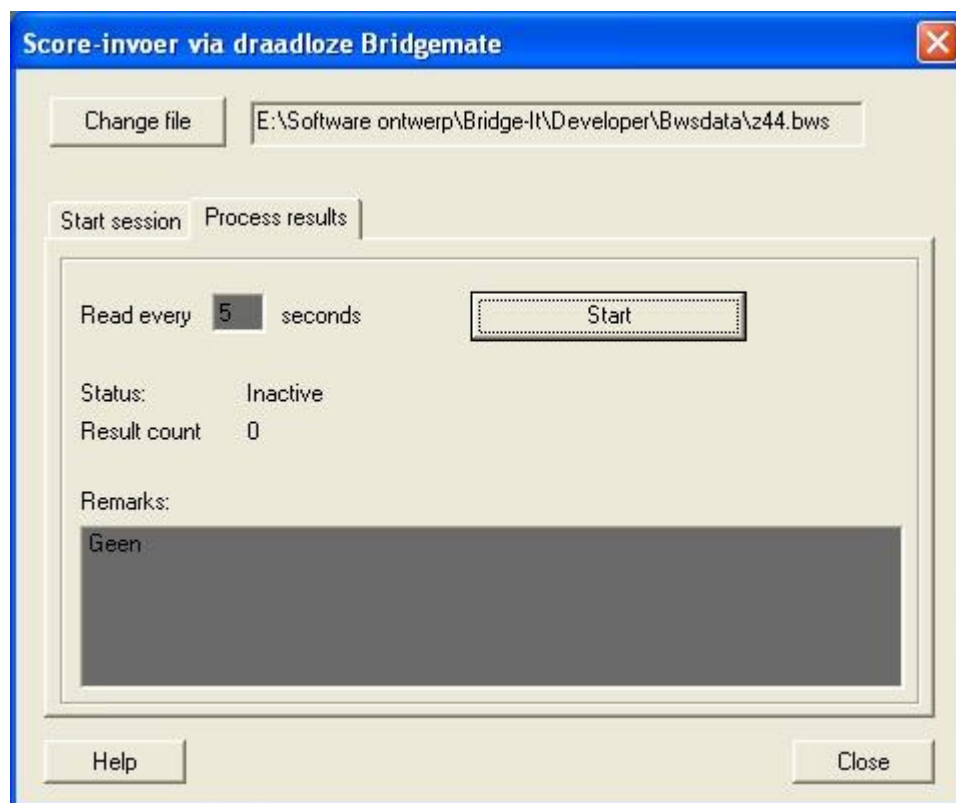 Score-invoer via draadloze Bridgemate
Change file
E:\Software ontwerp\Bridge-It\Developer\Bwsdata\z44.bws
Start session
Process results
Read every 5 seconds
Start
Status: Inactive
Result count 0
Remarks:
Geen
Help
Close